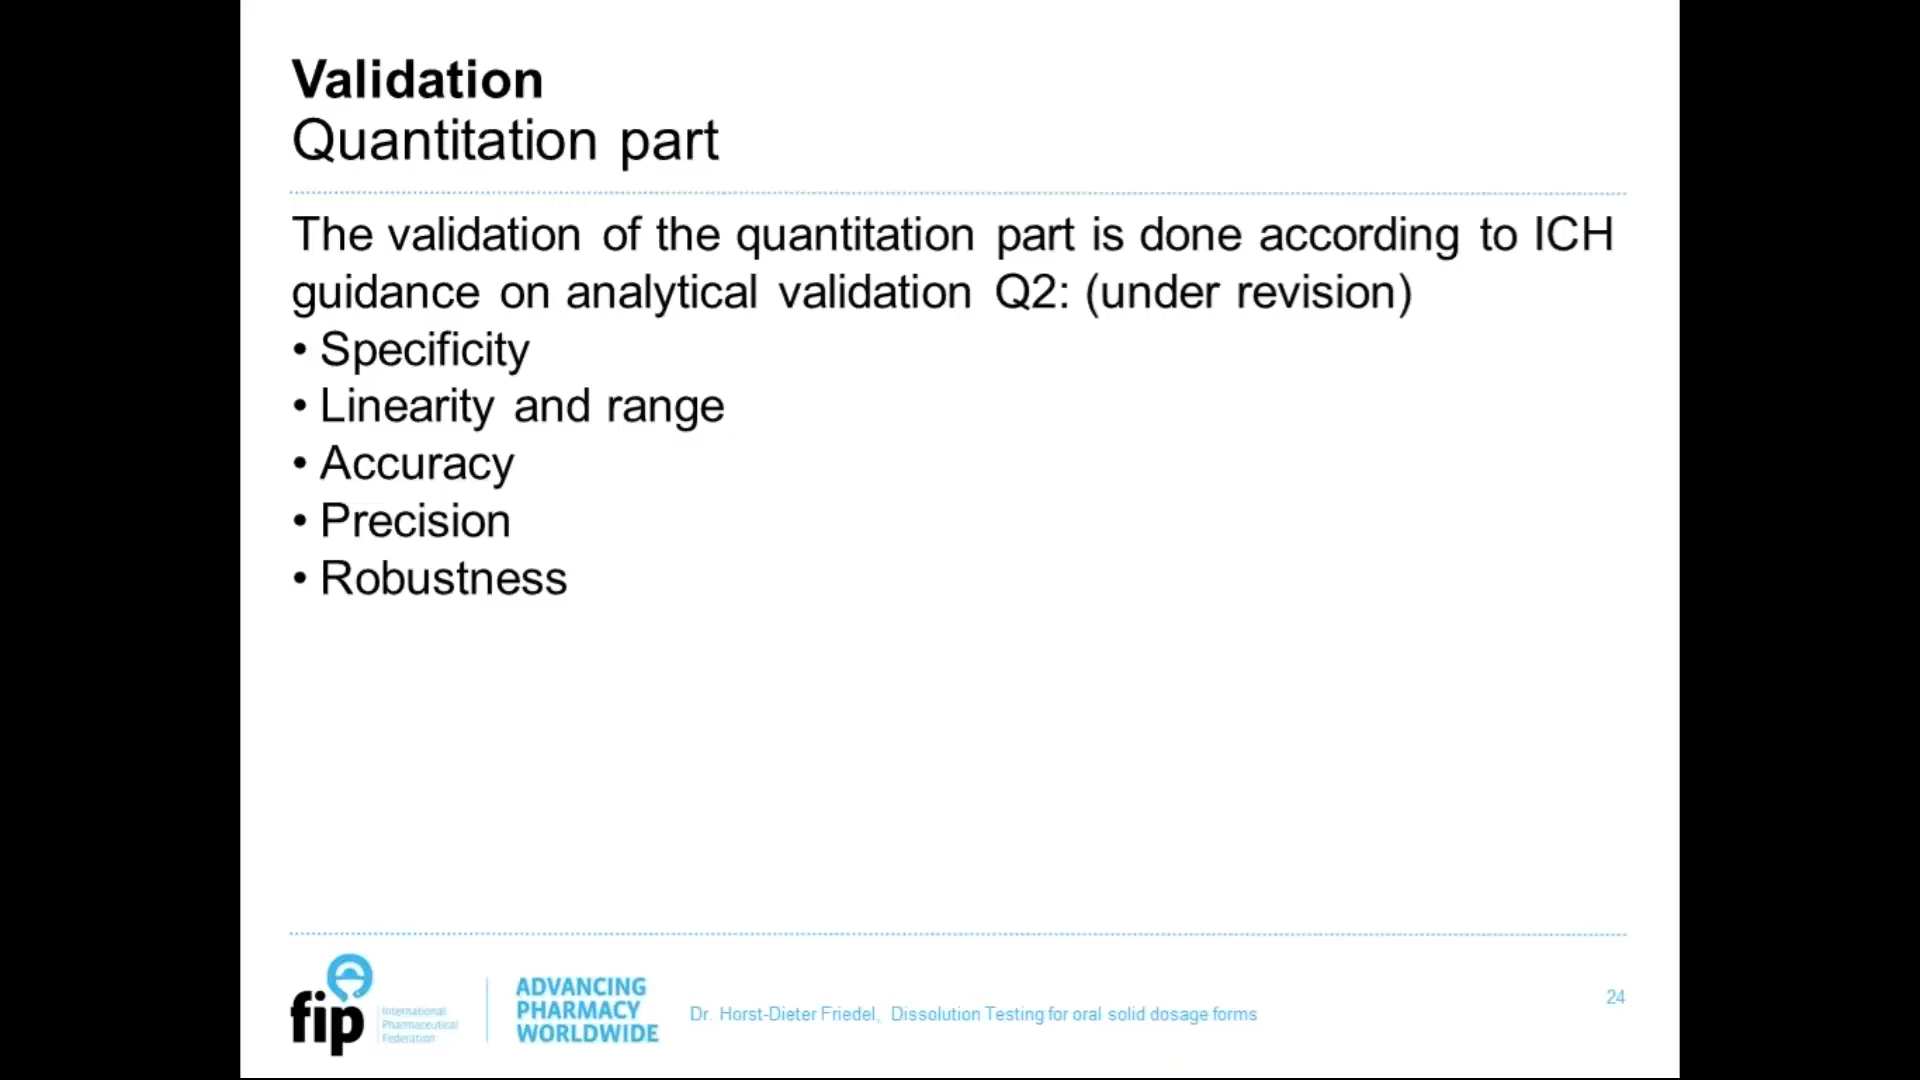 Validation
Quantitation part
The validation of the quantitation part is done according to ICH
guidance on analytical validation Q2: (under revision)
• Specificity
• Linearity and range
• Accuracy
• Precision
• Robustness
fip
International
Pharmaceutical
Federation
ADVANCING
PHARMACY
WORLDWIDE
Dr. Horst-Dieter Friedel, Dissolution Testing for oral solid dosage forms
24